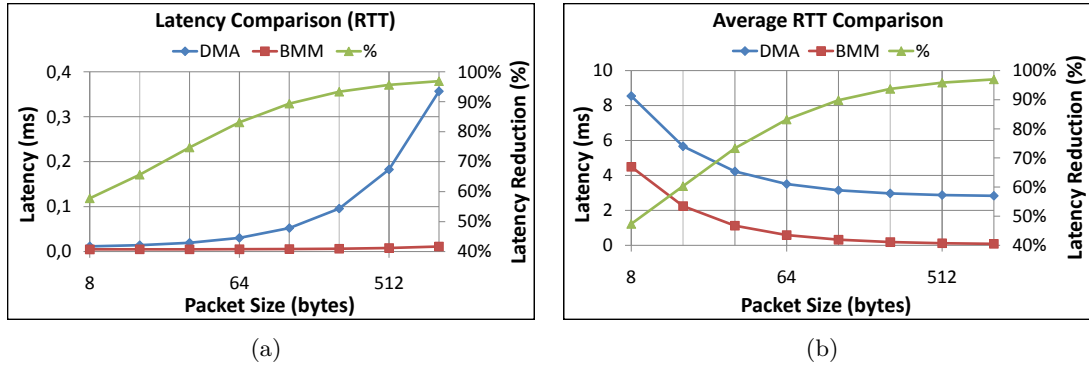 Latency Comparison (RTT)
DMA BMM %
0,4
0,3
0,2
0,1
0,0
Latency (ms)
100%
90%
80%
70%
60%
50%
40%
Latency Reduction (%)
8 64 512
Packet Size (bytes)
(a)
Average RTT Comparison
DMA BMM %
10
8
6
4
2
0
Latency (ms)
100%
90%
80%
70%
60%
50%
40%
Latency Reduction (%)
8 64 512
Packet Size (bytes)
(b)